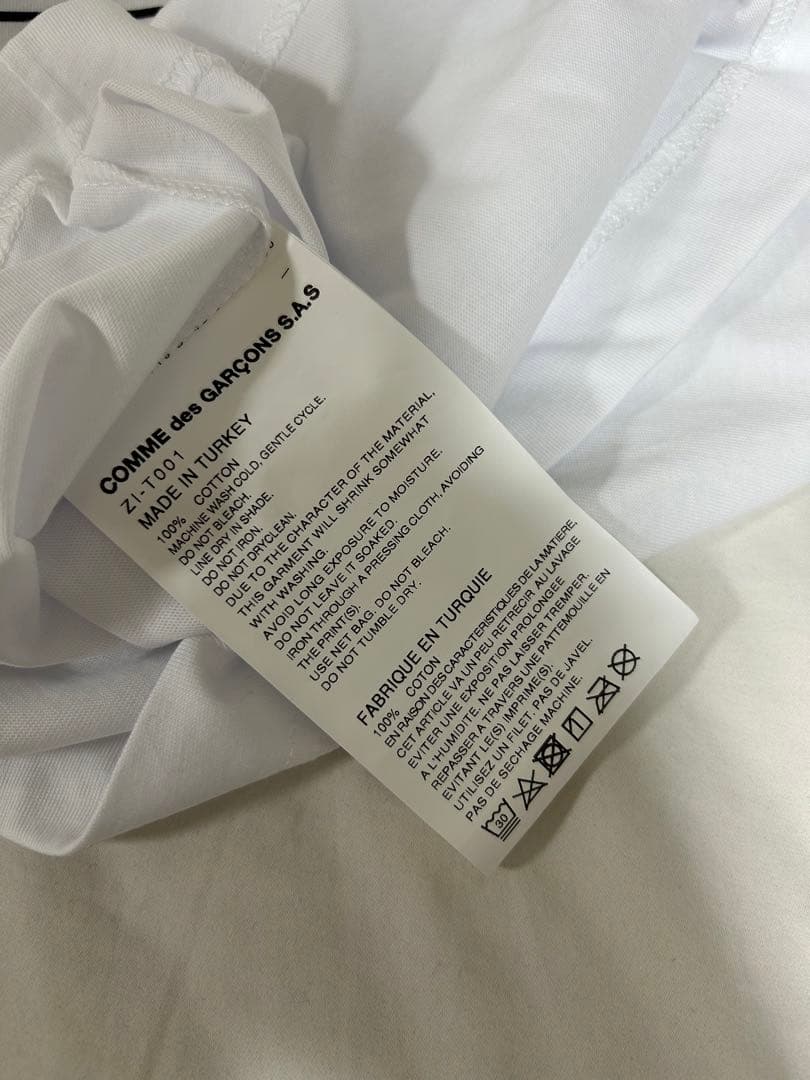 COMME des GARÇONS S.A.S
ZI-T001
MADE IN TURKEY
100% COTTON
MACHINE WASH COLD, GENTLE CYCLE.
DO NOT BLEACH.
LINE DRY IN SHADE.
DO NOT IRON.
DO NOT DRYCLEAN.
DUE TO THE CHARACTER OF THE MATERIAL,
THIS GARMENT WILL SHRINK SOMEWHAT
WITH WASHING.
AVOID LONG EXPOSURE TO MOISTURE.
DO NOT LEAVE IT SOAKED.
IRON THROUGH A PRESSING CLOTH, AVOIDING
THE PRINT(S).
USE NET BAG. DO NOT BLEACH.
DO NOT TUMBLE DRY.
FABRIQUE EN TURQUIE
100% COTON
EN RAISON DES CARACTERISTIQUES DE LA MATIERE,
CET ARTICLE VA UN PEU RETRECIR AU LAVAGE
EVITER UNE EXPOSITION PROLONGEE
A L'HUMIDITE. NE PAS LAISSER TREMPER.
REPASSER A TRAVERS UNE PATTEMOUILLE EN
EVITANT LE(S) IMPRIME(S).
UTILISEZ UN FILET. PAS DE JAVEL.
PAS DE SECHAGE MACHINE.
30